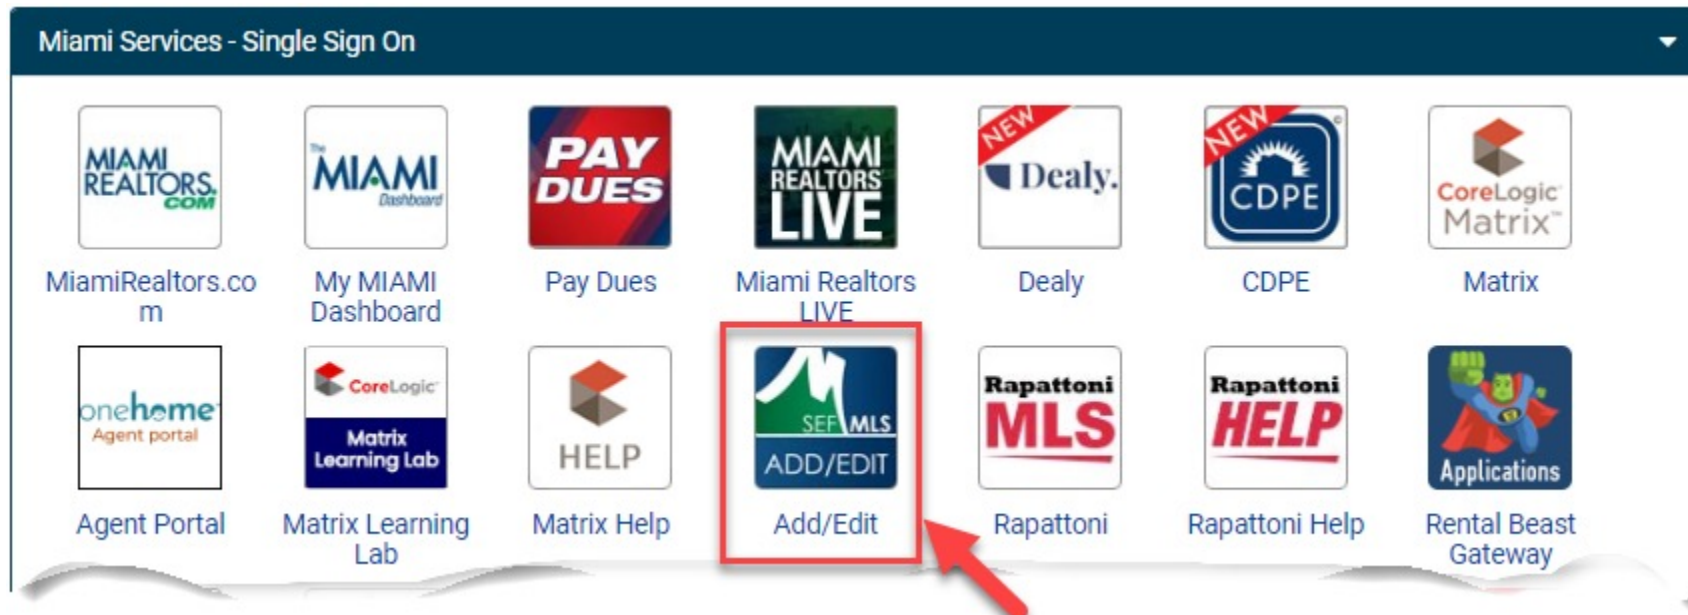 Miami Services - Single Sign On
MIAMI
REALTORS.
COM
The
MIAMI
Dashboard
PAY
DUES
MIAMI
REALTORS
LIVE
NEW
Dealy.
NEW
©
CDPE
CoreLogic
Matrix™
MiamiRealtors.co
m
My MIAMI
Dashboard
Pay Dues
Miami Realtors
LIVE
Dealy
CDPE
Matrix
onehome
Agent portal
CoreLogic
Matrix
Learning Lab
HELP
SEF MLS
ADD/EDIT
Rapattoni
MLS
Rapattoni
HELP
Applications
Agent Portal
Matrix Learning
Lab
Matrix Help
Add/Edit
Rapattoni
Rapattoni Help
Rental Beast
Gateway